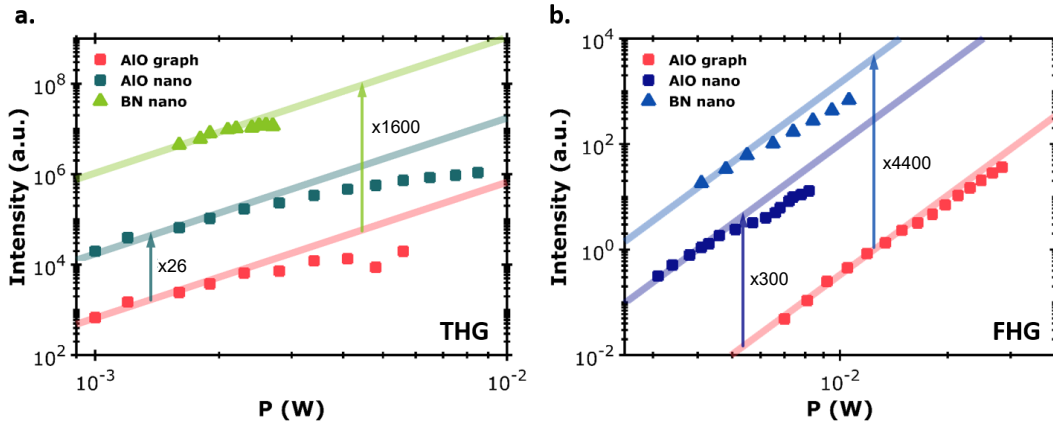 a.
b.
AlO graph
AlO nano
BN nano
x1600
x26
THG
Intensity (a.u.)
10^8
10^6
10^4
10^2
10^-3
10^-2
P (W)
AlO graph
AlO nano
BN nano
x4400
x300
FHG
Intensity (a.u.)
10^4
10^2
10^0
10^-2
10^-2
P (W)